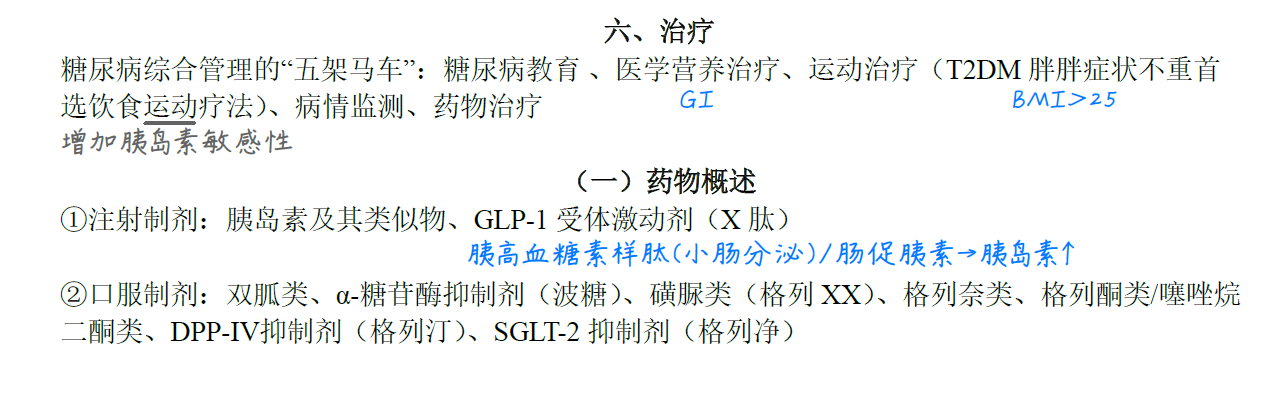 六、治疗
糖尿病综合管理的“五架马车”：糖尿病教育 、医学营养治疗、运动治疗（T2DM 胖胖症状不重首
选饮食运动疗法）、病情监测、药物治疗
GI
BMI>25
增加胰岛素敏感性
（一）药物概述
①注射制剂：胰岛素及其类似物、GLP-1 受体激动剂（X 肽）
胰高血糖素样肽(小肠分泌)/肠促胰素→胰岛素↑
②口服制剂：双胍类、α-糖苷酶抑制剂（波糖）、磺脲类（格列 XX）、格列奈类、格列酮类/噻唑烷
二酮类、DPP-IV抑制剂（格列汀）、SGLT-2 抑制剂（格列净）